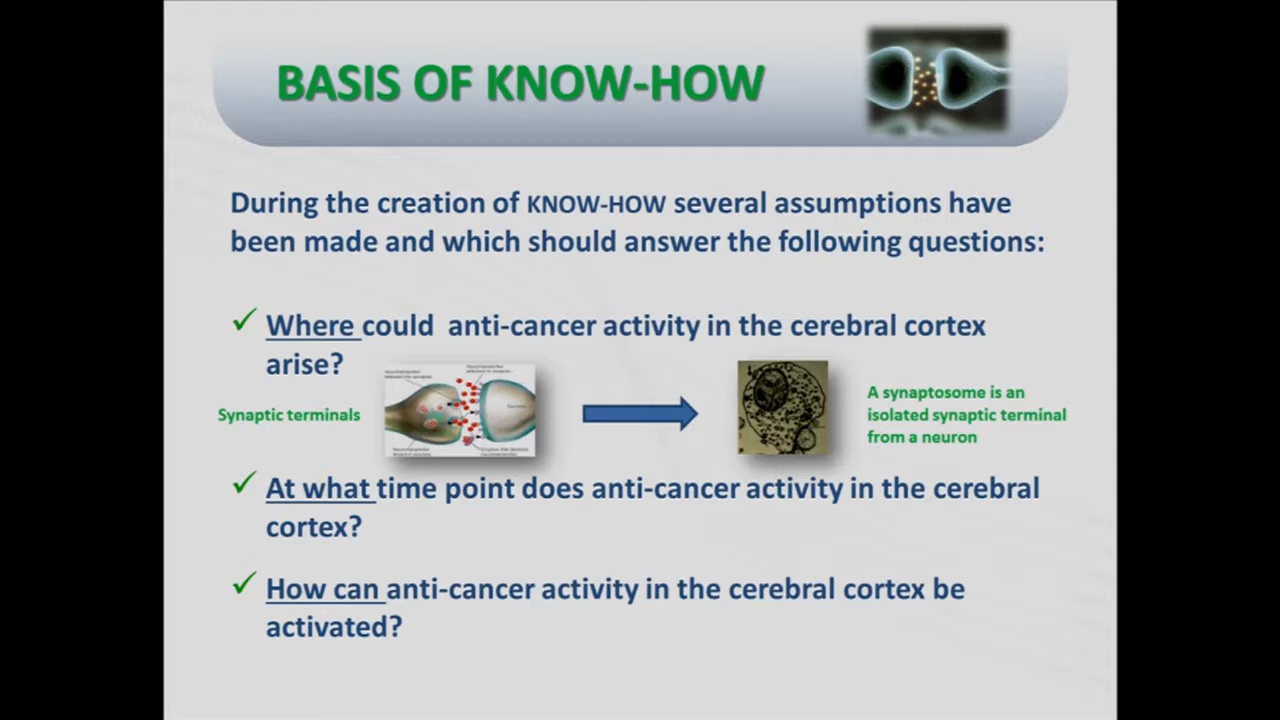 BASIS OF KNOW-HOW
During the creation of KNOW-HOW several assumptions have
been made and which should answer the following questions:
Where could anti-cancer activity in the cerebral cortex
arise?
Synaptic terminals
A synaptosome is an
isolated synaptic terminal
from a neuron
At what time point does anti-cancer activity in the cerebral
cortex?
How can anti-cancer activity in the cerebral cortex be
activated?